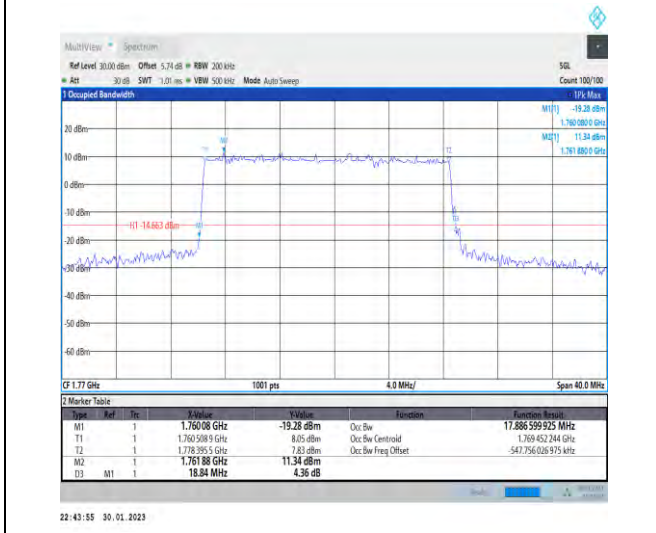 MultiView Spectrum
Ref Level 30.00 dBm Offset 5.74 dB RBW 200 kHz SGL
Att 30 dB SWT 1.01 ms VBW 500 kHz Mode Auto Sweep Count 100/100
1 Occupied Bandwidth 1Pk Max
M1[1] -19.28 dBm
1.760 080 0 GHz
M2[1] 11.34 dBm
1.761 880 0 GHz
20 dBm
10 dBm
0 dBm
-10 dBm
H1 -14.663 dBm
-20 dBm
-30 dBm
-40 dBm
-50 dBm
-60 dBm
T1 M2 T2
M1 D3
CF 1.77 GHz 1001 pts 4.0 MHz/ Span 40.0 MHz
2 Marker Table
Type Ref Trc X-Value Y-Value Function Function Result
M1 1 1.76008 GHz -19.28 dBm Occ Bw 17.886 599 925 MHz
T1 1 1.760 508 9 GHz 8.05 dBm Occ Bw Centroid 1.769 452 244 GHz
T2 1 1.778 395 5 GHz 7.83 dBm Occ Bw Freq Offset -547.756 026 975 kHz
M2 1 1.761 88 GHz 11.34 dBm
D3 M1 1 18.84 MHz 4.36 dB
Ready
22:43:55 30.01.2023